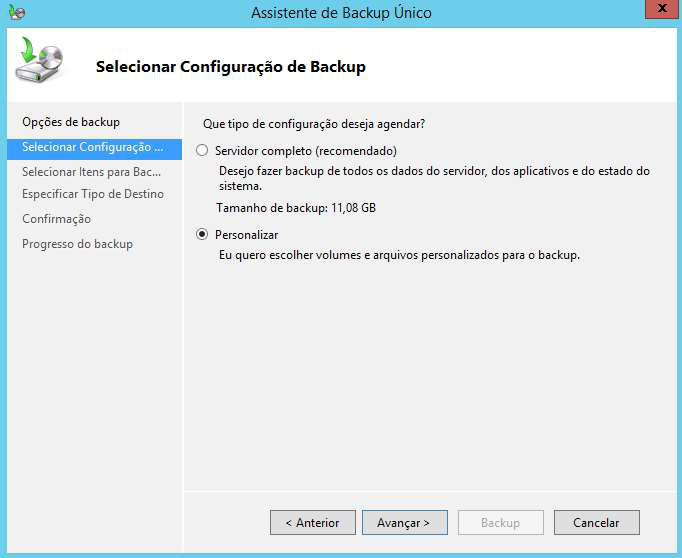 Assistente de Backup Único
x
Selecionar Configuração de Backup
Opções de backup
Selecionar Configuração ...
Selecionar Itens para Bac...
Especificar Tipo de Destino
Confirmação
Progresso do backup
Que tipo de configuração deseja agendar?
Servidor completo (recomendado)
Desejo fazer backup de todos os dados do servidor, dos aplicativos e do estado do
sistema.
Tamanho de backup: 11,08 GB
Personalizar
Eu quero escolher volumes e arquivos personalizados para o backup.
< Anterior
Avançar >
Backup
Cancelar